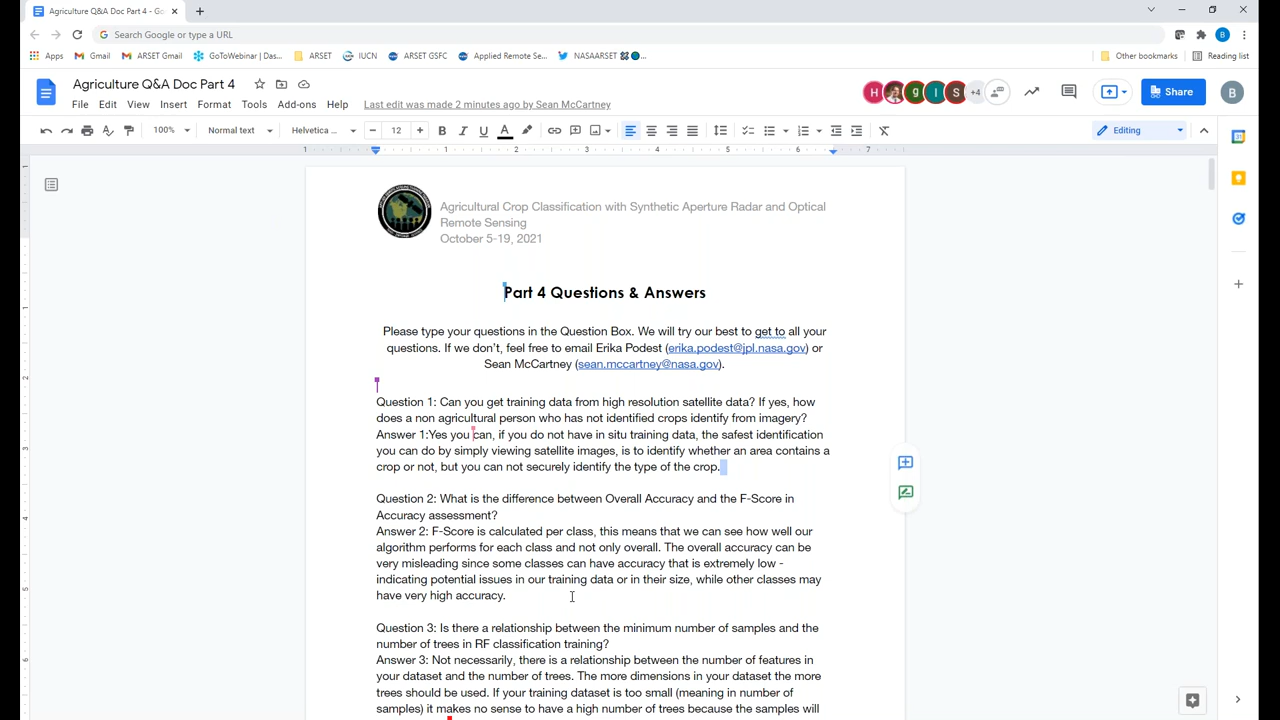 Agriculture Q&A Doc Part 4 - Go
Search Google or type a URL
Apps Gmail ARSET Gmail GoToWebinar | Das... ARSET IUCN ARSET GSFC Applied Remote Se... NASAARSET Other bookmarks Reading list
Agriculture Q&A Doc Part 4
File Edit View Insert Format Tools Add-ons Help Last edit was made 2 minutes ago by Sean McCartney
H g I S +4 Share B
100% Normal text Helvetica ... 12 B I U A Editing
1 1 2 3 4 5 6 7
Agricultural Crop Classification with Synthetic Aperture Radar and Optical
Remote Sensing
October 5-19, 2021
Part 4 Questions & Answers
Please type your questions in the Question Box. We will try our best to get to all your
questions. If we don't, feel free to email Erika Podest (erika.podest@jpl.nasa.gov) or
Sean McCartney (sean.mccartney@nasa.gov).
Question 1: Can you get training data from high resolution satellite data? If yes, how
does a non agricultural person who has not identified crops identify from imagery?
Answer 1:Yes you can, if you do not have in situ training data, the safest identification
you can do by simply viewing satellite images, is to identify whether an area contains a
crop or not, but you can not securely identify the type of the crop.
Question 2: What is the difference between Overall Accuracy and the F-Score in
Accuracy assessment?
Answer 2: F-Score is calculated per class, this means that we can see how well our
algorithm performs for each class and not only overall. The overall accuracy can be
very misleading since some classes can have accuracy that is extremely low -
indicating potential issues in our training data or in their size, while other classes may
have very high accuracy.
Question 3: Is there a relationship between the minimum number of samples and the
number of trees in RF classification training?
Answer 3: Not necessarily, there is a relationship between the number of features in
your dataset and the number of trees. The more dimensions in your dataset the more
trees should be used. If your training dataset is too small (meaning in number of
samples) it makes no sense to have a high number of trees because the samples will